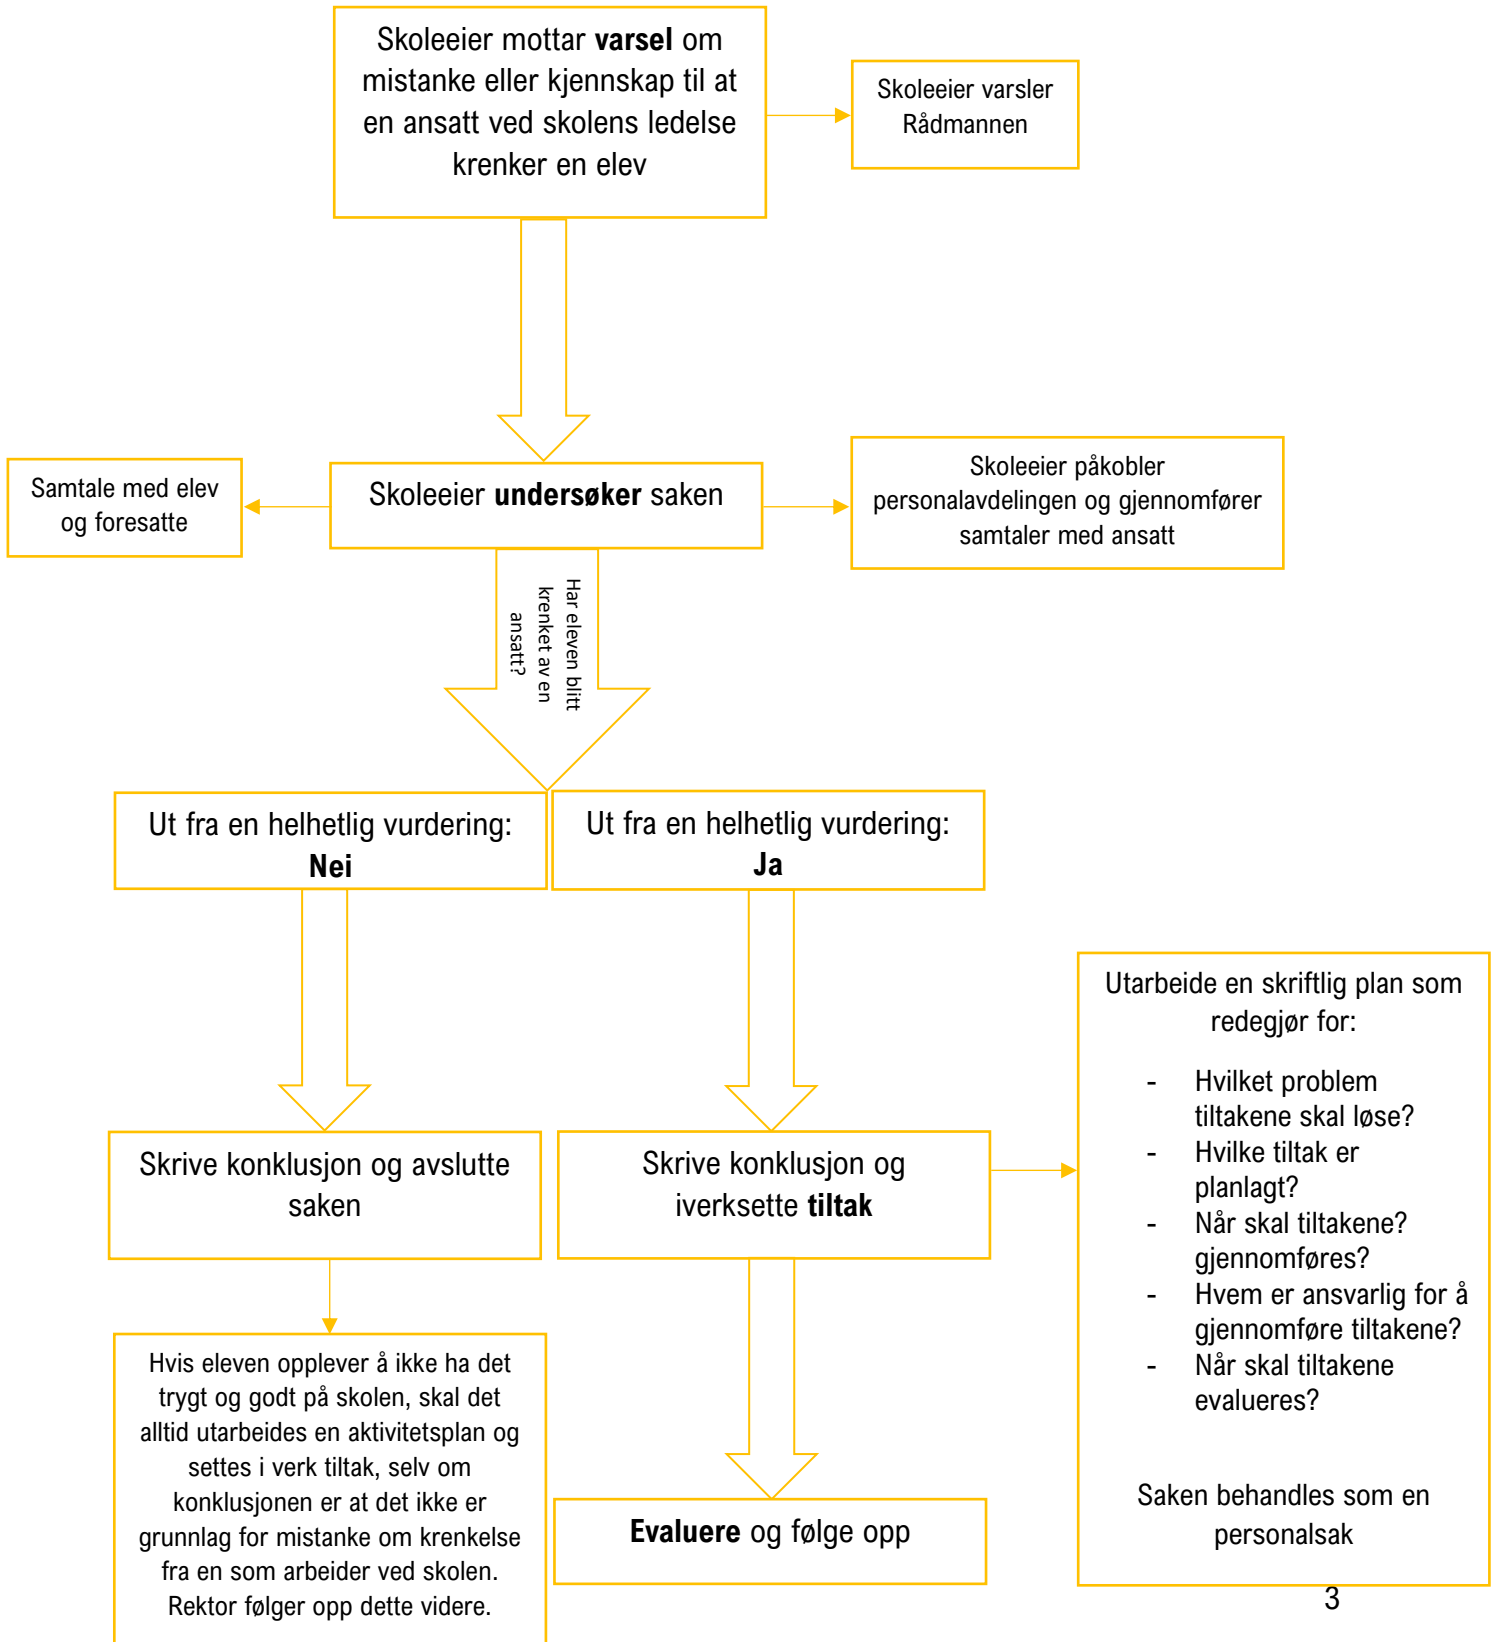 Skoleeier mottar varsel om
mistanke eller kjennskap til at
en ansatt ved skolens ledelse
krenker en elev
Skoleeier varsler
Rådmannen
Samtale med elev
og foresatte
Skoleeier undersøker saken
Skoleeier påkobler
personalavdelingen og gjennomfører
samtaler med ansatt
Har eleven blitt
krenket av en
ansatt?
Ut fra en helhetlig vurdering:
Nei
Ut fra en helhetlig vurdering:
Ja
Skrive konklusjon og avslutte
saken
Skrive konklusjon og
iverksette tiltak
Utarbeide en skriftlig plan som
redegjør for:
- Hvilket problem
tiltakene skal løse?
- Hvilke tiltak er
planlagt?
- Når skal tiltakene?
gjennomføres?
- Hvem er ansvarlig for å
gjennomføre tiltakene?
- Når skal tiltakene
evalueres?
Saken behandles som en
personalsak
Hvis eleven opplever å ikke ha det
trygt og godt på skolen, skal det
alltid utarbeides en aktivitetsplan og
settes i verk tiltak, selv om
konklusjonen er at det ikke er
grunnlag for mistanke om krenkelse
fra en som arbeider ved skolen.
Rektor følger opp dette videre.
Evaluere og følge opp
3